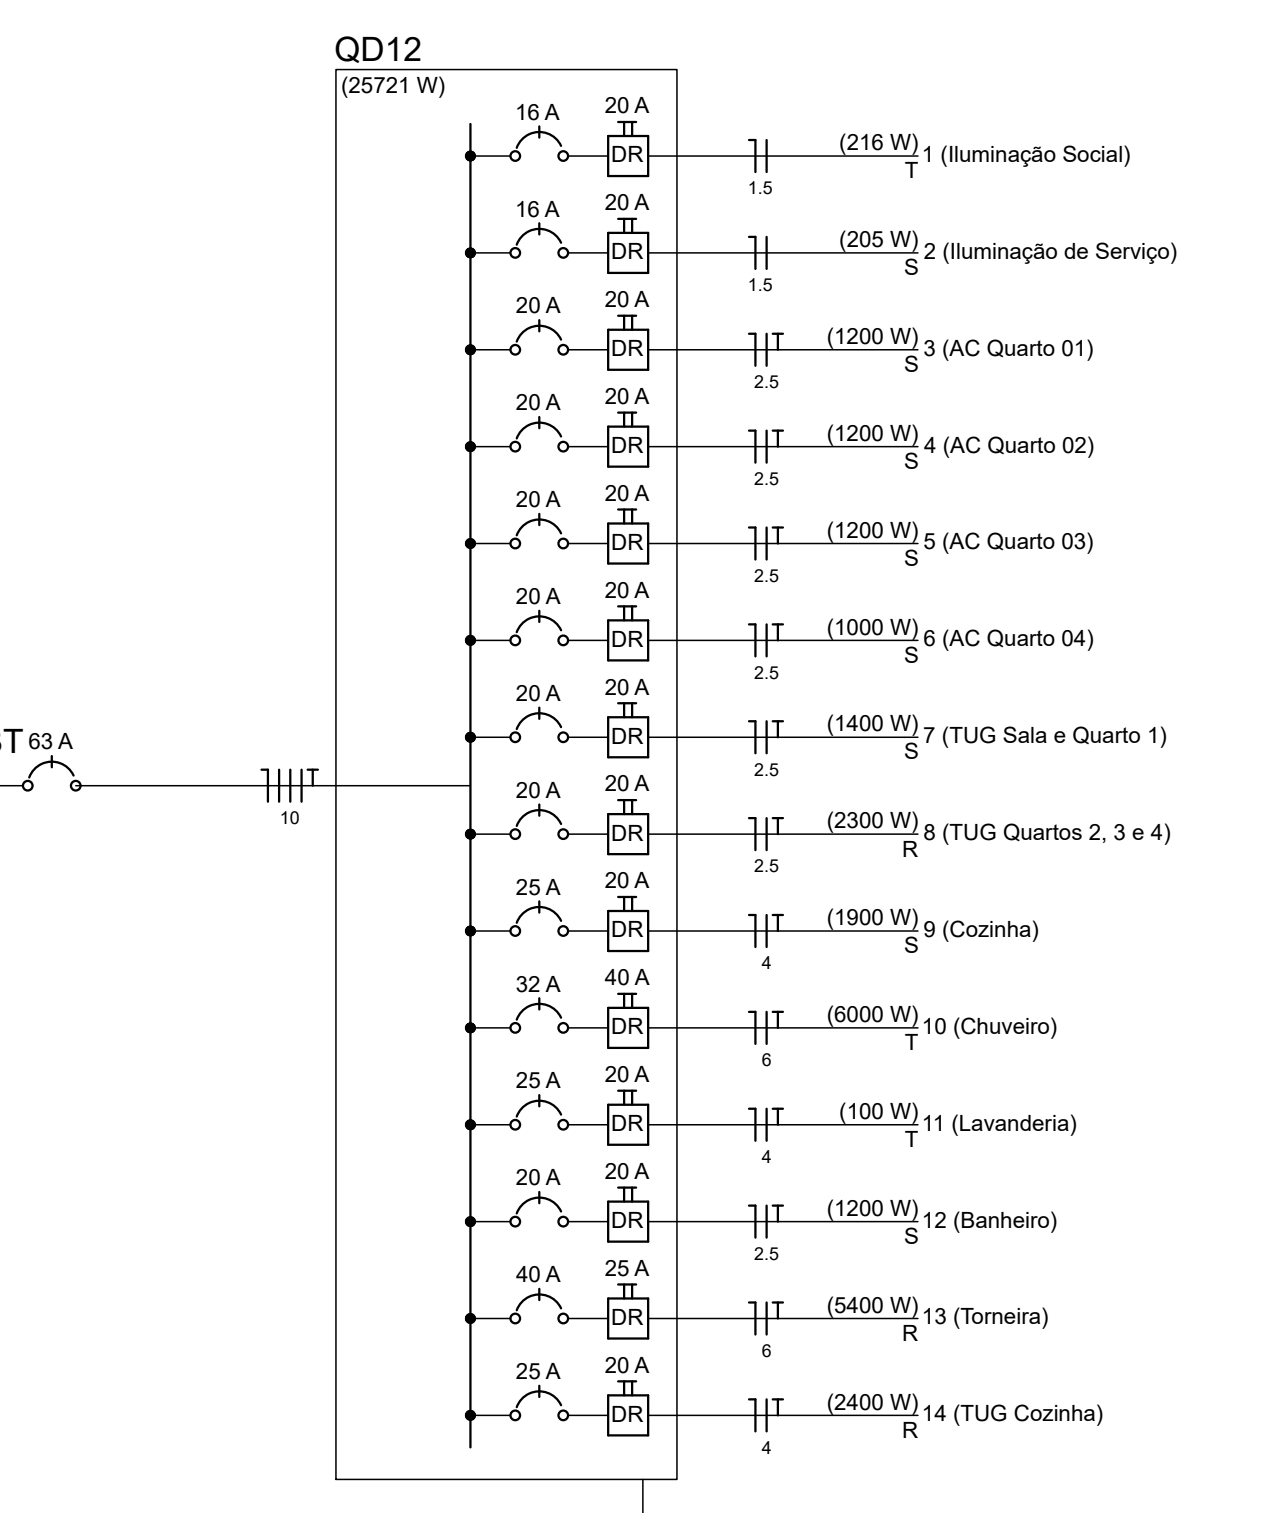 QD12
(25721 W)
16 A
20 A
DR
1.5
(216 W)
T
1 (Iluminação Social)
16 A
20 A
DR
1.5
(205 W)
S
2 (Iluminação de Serviço)
20 A
20 A
DR
2.5
(1200 W)
S
3 (AC Quarto 01)
20 A
20 A
DR
2.5
(1200 W)
S
4 (AC Quarto 02)
20 A
20 A
DR
2.5
(1200 W)
S
5 (AC Quarto 03)
20 A
20 A
DR
2.5
(1000 W)
S
6 (AC Quarto 04)
20 A
20 A
DR
2.5
(1400 W)
S
7 (TUG Sala e Quarto 1)
T 63 A
10
20 A
20 A
DR
2.5
(2300 W)
R
8 (TUG Quartos 2, 3 e 4)
25 A
20 A
DR
4
(1900 W)
S
9 (Cozinha)
32 A
40 A
DR
6
(6000 W)
T
10 (Chuveiro)
25 A
20 A
DR
4
(100 W)
T
11 (Lavanderia)
20 A
20 A
DR
2.5
(1200 W)
S
12 (Banheiro)
40 A
25 A
DR
6
(5400 W)
R
13 (Torneira)
25 A
20 A
DR
4
(2400 W)
R
14 (TUG Cozinha)